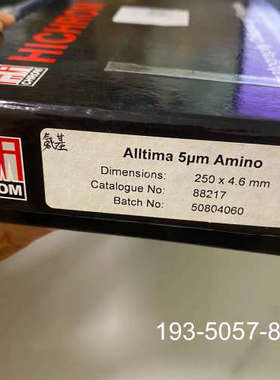 HICHROM
氨基
Alltima 5µm Amino
Dimensions: 250 x 4.6 mm
Catalogue No: 88217
Batch No: 50804060
193-5057-8